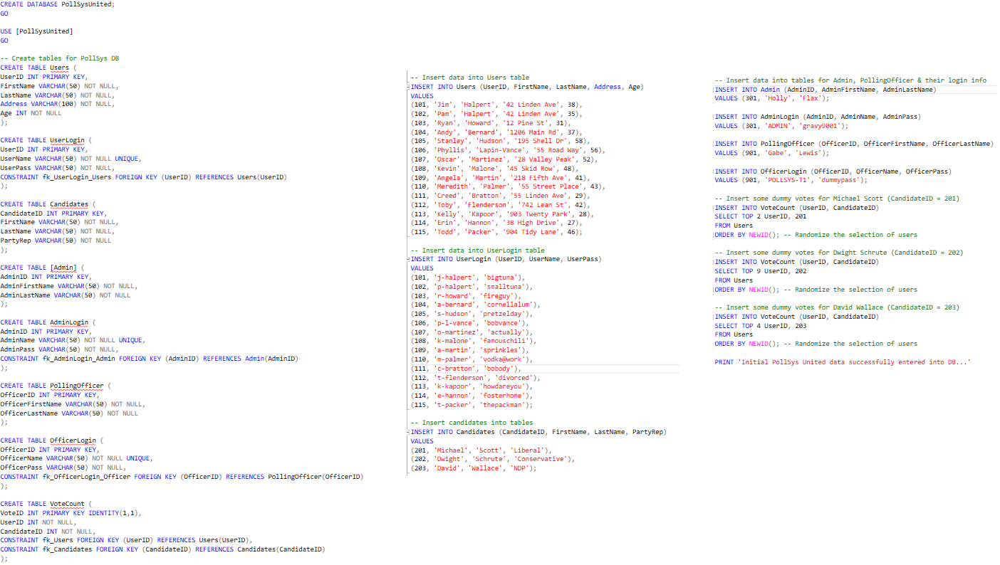 CREATE DATABASE PollSysUnited;
GO
USE [PollSysUnited]
GO
-- Create tables for PollSys DB
CREATE TABLE Users (
UserID INT PRIMARY KEY,
FirstName VARCHAR(50) NOT NULL,
LastName VARCHAR(50) NOT NULL,
Address VARCHAR(100) NOT NULL,
Age INT NOT NULL
);
CREATE TABLE UserLogin (
UserID INT PRIMARY KEY,
UserName VARCHAR(50) NOT NULL UNIQUE,
UserPass VARCHAR(50) NOT NULL,
CONSTRAINT fk_UserLogin_Users FOREIGN KEY (UserID) REFERENCES Users(UserID)
);
CREATE TABLE Candidates (
CandidateID INT PRIMARY KEY,
FirstName VARCHAR(50) NOT NULL,
LastName VARCHAR(50) NOT NULL,
PartyRep VARCHAR(50) NOT NULL
);
CREATE TABLE [Admin] (
AdminID INT PRIMARY KEY,
AdminFirstName VARCHAR(50) NOT NULL,
AdminLastName VARCHAR(50) NOT NULL
);
CREATE TABLE AdminLogin (
AdminID INT PRIMARY KEY,
AdminName VARCHAR(50) NOT NULL UNIQUE,
AdminPass VARCHAR(50) NOT NULL,
CONSTRAINT fk_AdminLogin_Admin FOREIGN KEY (AdminID) REFERENCES Admin(AdminID)
);
CREATE TABLE PollingOfficer (
OfficerID INT PRIMARY KEY,
OfficerFirstName VARCHAR(50) NOT NULL,
OfficerLastName VARCHAR(50) NOT NULL
);
CREATE TABLE OfficerLogin (
OfficerID INT PRIMARY KEY,
OfficerName VARCHAR(50) NOT NULL UNIQUE,
OfficerPass VARCHAR(50) NOT NULL,
CONSTRAINT fk_OfficerLogin_Officer FOREIGN KEY (OfficerID) REFERENCES PollingOfficer(OfficerID)
);
CREATE TABLE VoteCount (
VoteID INT PRIMARY KEY IDENTITY(1,1),
UserID INT NOT NULL,
CandidateID INT NOT NULL,
CONSTRAINT fk_Users FOREIGN KEY (UserID) REFERENCES Users(UserID),
CONSTRAINT fk_Candidates FOREIGN KEY (CandidateID) REFERENCES Candidates(CandidateID)
);
-- Insert data into Users table
INSERT INTO Users (UserID, FirstName, LastName, Address, Age)
VALUES
(101, 'Jim', 'Halpert', '42 Linden Ave', 38),
(102, 'Pam', 'Halpert', '42 Linden Ave', 35),
(103, 'Ryan', 'Howard', '12 Pine St', 31),
(104, 'Andy', 'Bernard', '1206 Main Rd', 37),
(105, 'Stanley', 'Hudson', '195 Shell Dr', 58),
(106, 'Phyllis', 'Lapin-Vance', '55 Road Way', 56),
(107, 'Oscar', 'Martinez', '28 Valley Peak', 52),
(108, 'Kevin', 'Malone', '45 Skid Row', 48),
(109, 'Angela', 'Martin', '218 Fifth Ave', 41),
(110, 'Meredith', 'Palmer', '55 Street Place', 43),
(111, 'Creed', 'Bratton', '55 Linden Ave', 29),
(112, 'Toby', 'Flenderson', '742 Lean St', 42),
(113, 'Kelly', 'Kapoor', '903 Twenty Park', 28),
(114, 'Erin', 'Hannon', '38 High Drive', 27),
(115, 'Todd', 'Packer', '904 Tidy Lane', 46);
-- Insert data into UserLogin table
INSERT INTO UserLogin (UserID, UserName, UserPass)
VALUES
(101, 'j-halpert', 'bigtuna'),
(102, 'p-halpert', 'smalltuna'),
(103, 'r-howard', 'fireguy'),
(104, 'a-bernard', 'cornellalum'),
(105, 's-hudson', 'pretzelday'),
(106, 'p-l-vance', 'bobvance'),
(107, 'o-martinez', 'actually'),
(108, 'k-malone', 'famouschili'),
(109, 'a-martin', 'sprinkles'),
(110, 'm-palmer', 'vodka@work'),
(111, 'c-bratton', 'bobody'),
(112, 't-flenderson', 'divorced'),
(113, 'k-kapoor', 'howdareyou'),
(114, 'e-hannon', 'fosterhome'),
(115, 't-packer', 'thepackman');
-- Insert candidates into tables
INSERT INTO Candidates (CandidateID, FirstName, LastName, PartyRep)
VALUES
(201, 'Michael', 'Scott', 'Liberal'),
(202, 'Dwight', 'Schrute', 'Conservative'),
(203, 'David', 'Wallace', 'NDP');
-- Insert data into tables for Admin, PollingOfficer & their login info
INSERT INTO Admin (AdminID, AdminFirstName, AdminLastName)
VALUES (301, 'Holly', 'Flax');
INSERT INTO AdminLogin (AdminID, AdminName, AdminPass)
VALUES (301, 'ADMIN', 'gravy9001');
INSERT INTO PollingOfficer (OfficerID, OfficerFirstName, OfficerLastName)
VALUES (901, 'Gabe', 'Lewis');
INSERT INTO OfficerLogin (OfficerID, OfficerName, OfficerPass)
VALUES (901, 'POLLSYS-T1', 'dummypass');
-- Insert some dummy votes for Michael Scott (CandidateID = 201)
INSERT INTO VoteCount (UserID, CandidateID)
SELECT TOP 2 UserID, 201
FROM Users
ORDER BY NEWID(); -- Randomize the selection of users
-- Insert some dummy votes for Dwight Schrute (CandidateID = 202)
INSERT INTO VoteCount (UserID, CandidateID)
SELECT TOP 9 UserID, 202
FROM Users
ORDER BY NEWID(); -- Randomize the selection of users
-- Insert some dummy votes for David Wallace (CandidateID = 203)
INSERT INTO VoteCount (UserID, CandidateID)
SELECT TOP 4 UserID, 203
FROM Users
ORDER BY NEWID(); -- Randomize the selection of users
PRINT 'Initial PollSys United data successfully entered into DB...'